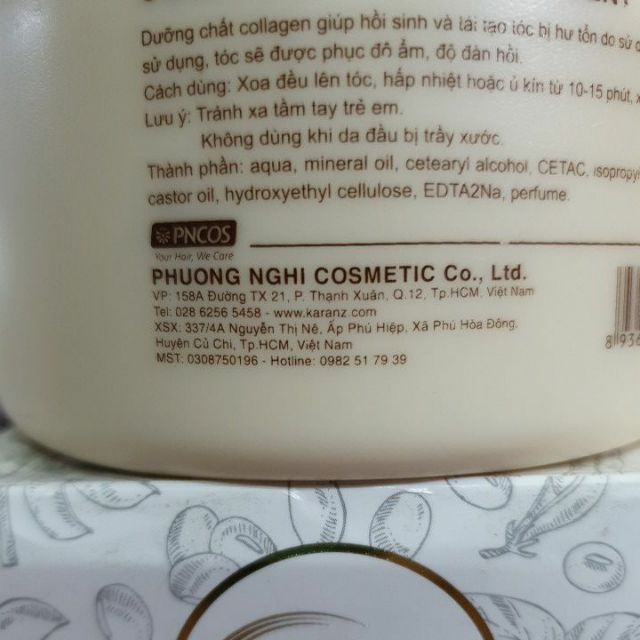 Dưỡng chất collagen giúp hồi sinh và tái tạo tóc bị hư tổn do sử
sử dụng, tóc sẽ được phục độ ẩm, độ đàn hồi.
Cách dùng: Xoa đều lên tóc, hấp nhiệt hoặc ủ kín từ 10-15 phút,
Lưu ý: Tránh xa tầm tay trẻ em.
Không dùng khi da đầu bị trầy xước.
Thành phần: aqua, mineral oil, cetearyl alcohol, CETAC, isopropyl
castor oil, hydroxyethyl cellulose, EDTA2Na, perfume.
PNCOS
Your Hair, We Care
PHUONG NGHI COSMETIC Co., Ltd.
VP: 158A Đường TX 21, P. Thạnh Xuân, Q.12, Tp.HCM, Việt Nam
Tel: 028 6256 5458 - www.karanz.com
XSX: 337/4A Nguyễn Thị Nê, Ấp Phú Hiệp, Xã Phú Hòa Đông,
Huyện Củ Chi, Tp.HCM, Việt Nam
MST: 0308750196 - Hotline: 0982 51 79 39
8 936